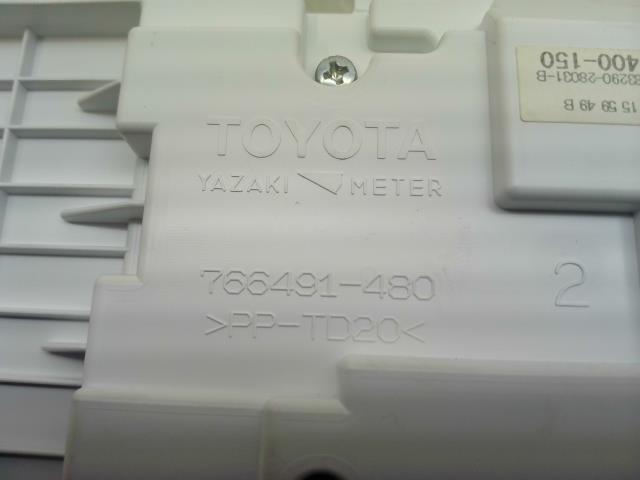 TOYOTA
YAZAKI METER
766491-480
>PP-TD20<
2
400-150
83290-28031-B
15 59 49 B